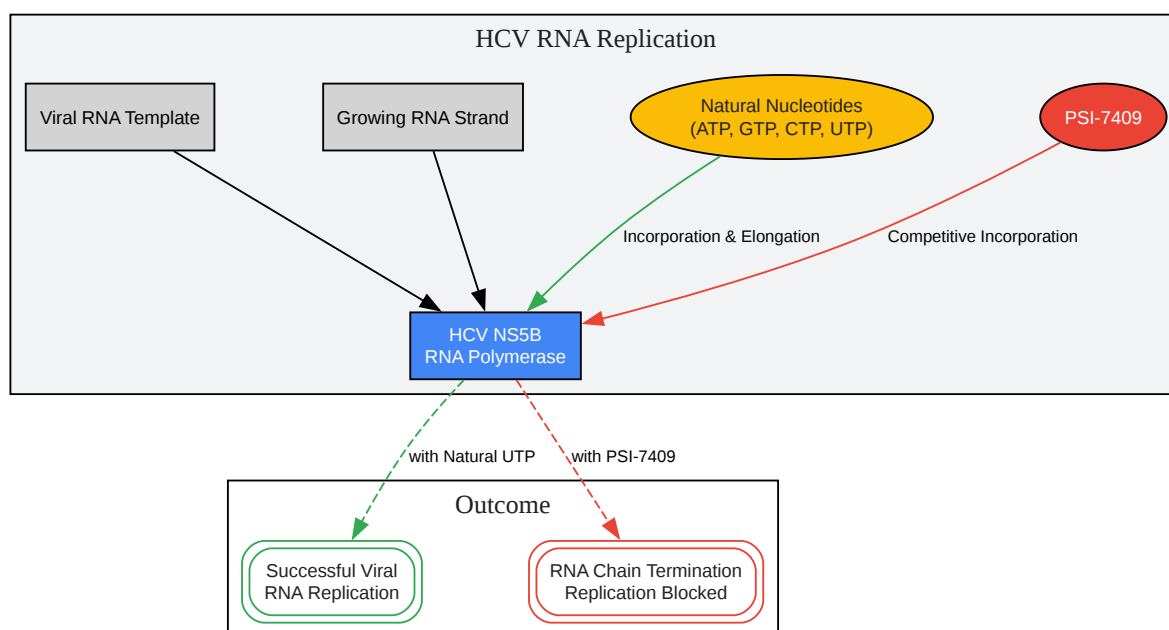 HCV RNA Replication
Viral RNA Template
Growing RNA Strand
Natural Nucleotides
(ATP, GTP, CTP, UTP)
PSI-7409
Incorporation & Elongation
Competitive Incorporation
HCV NS5B
RNA Polymerase
with Natural UTP
with PSI-7409
Outcome
Successful Viral
RNA Replication
RNA Chain Termination
Replication Blocked